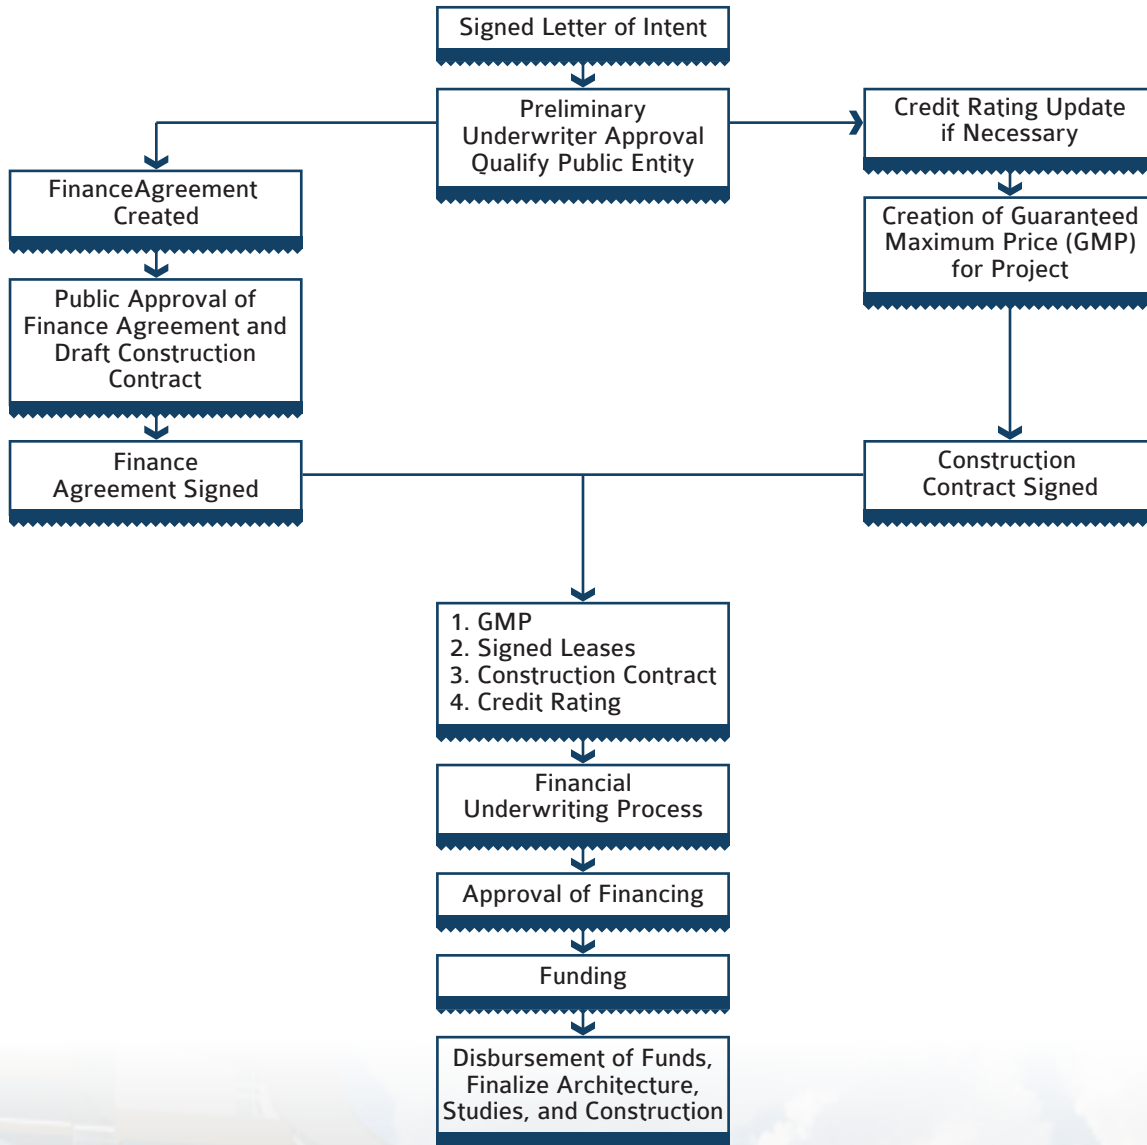 Signed Letter of Intent
Preliminary
Underwriter Approval
Qualify Public Entity
Credit Rating Update
if Necessary
FinanceAgreement
Created
Creation of Guaranteed
Maximum Price (GMP)
for Project
Public Approval of
Finance Agreement and
Draft Construction
Contract
Finance
Agreement Signed
Construction
Contract Signed
1. GMP
2. Signed Leases
3. Construction Contract
4. Credit Rating
Financial
Underwriting Process
Approval of Financing
Funding
Disbursement of Funds,
Finalize Architecture,
Studies, and Construction